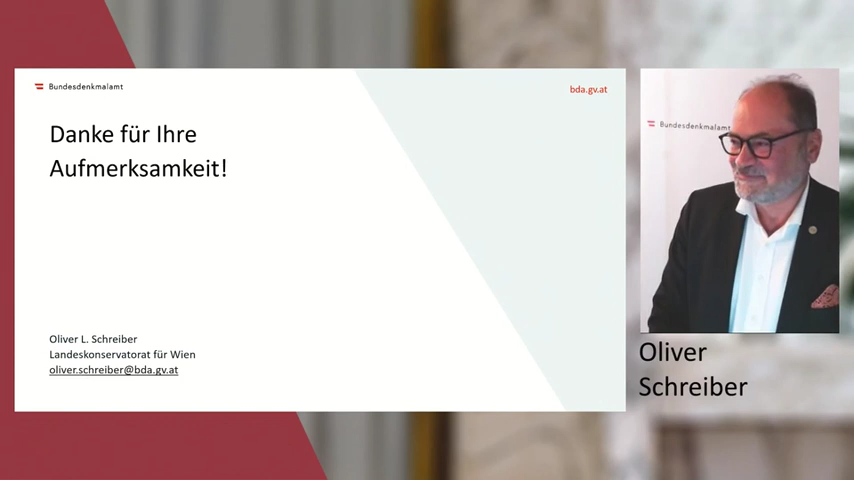 Bundesdenkmalamt
bda.gv.at
Danke für Ihre
Aufmerksamkeit!
Oliver L. Schreiber
Landeskonservatorat für Wien
oliver.schreiber@bda.gv.at
Bundesdenkmalamt
Oliver
Schreiber